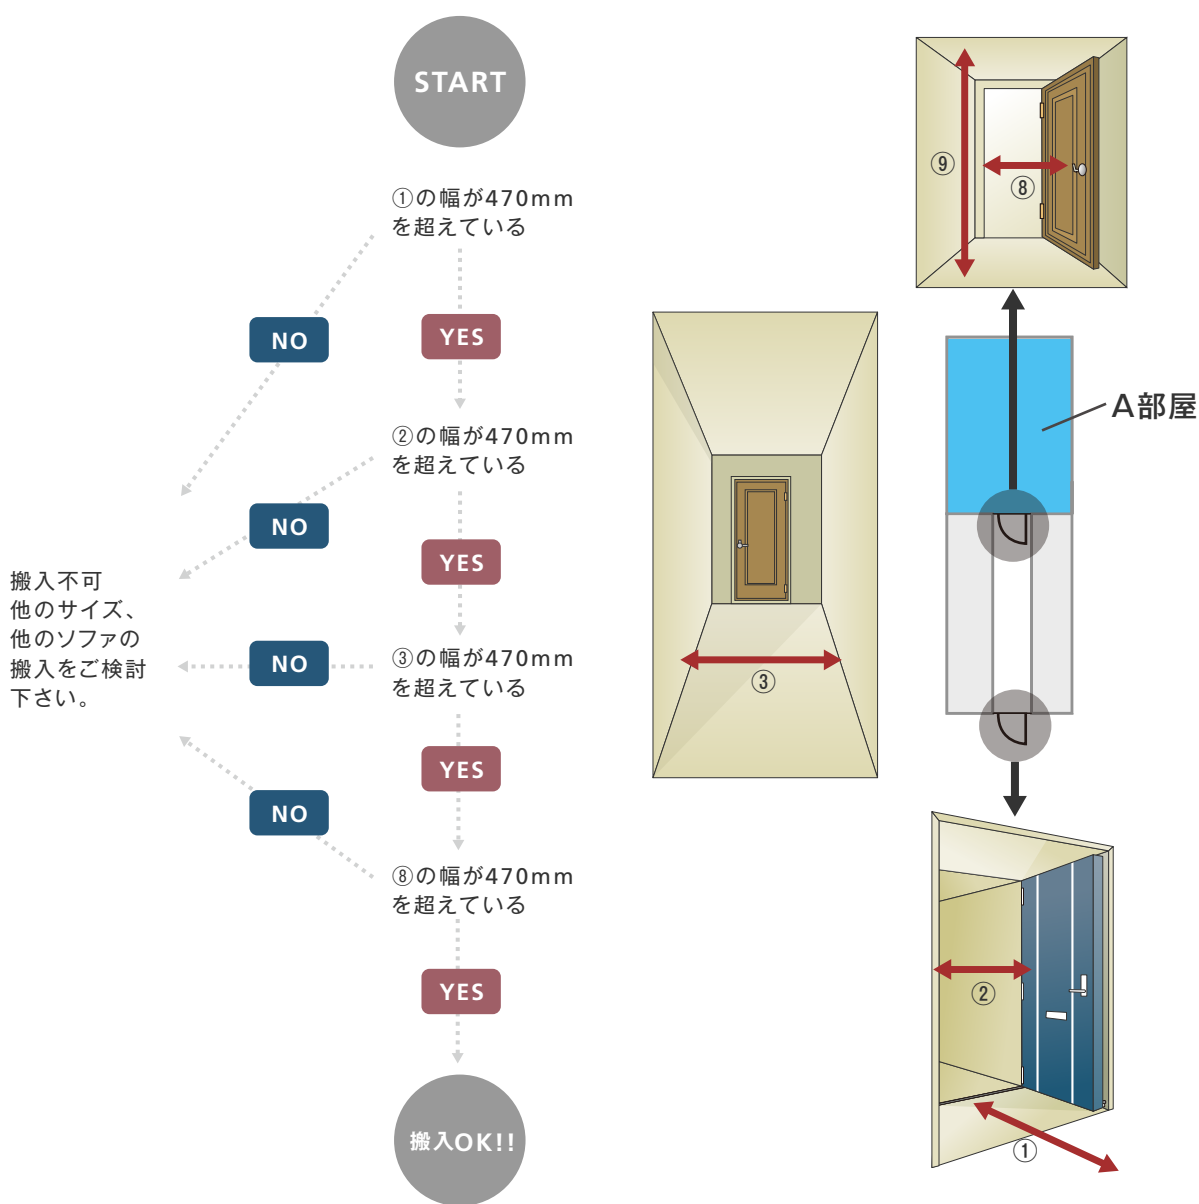 START
①の幅が470mm
を超えている
NO
YES
②の幅が470mm
を超えている
NO
YES
搬入不可
他のサイズ、
他のソファの
搬入をご検討
下さい。
③の幅が470mm
を超えている
NO
YES
⑧の幅が470mm
を超えている
NO
YES
搬入OK!!
③
⑨
⑧
A部屋
②
①